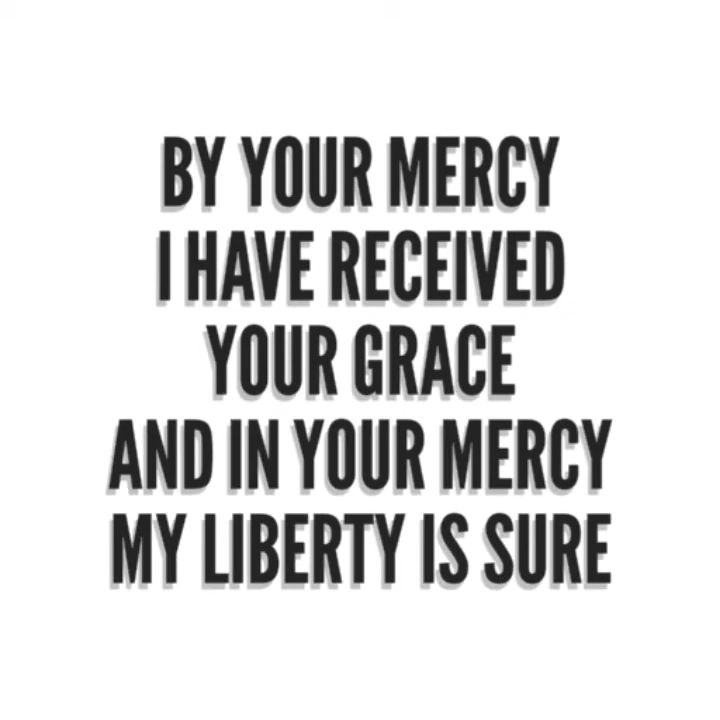 BY YOUR MERCY
I HAVE RECEIVED
YOUR GRACE
AND IN YOUR MERCY
MY LIBERTY IS SURE